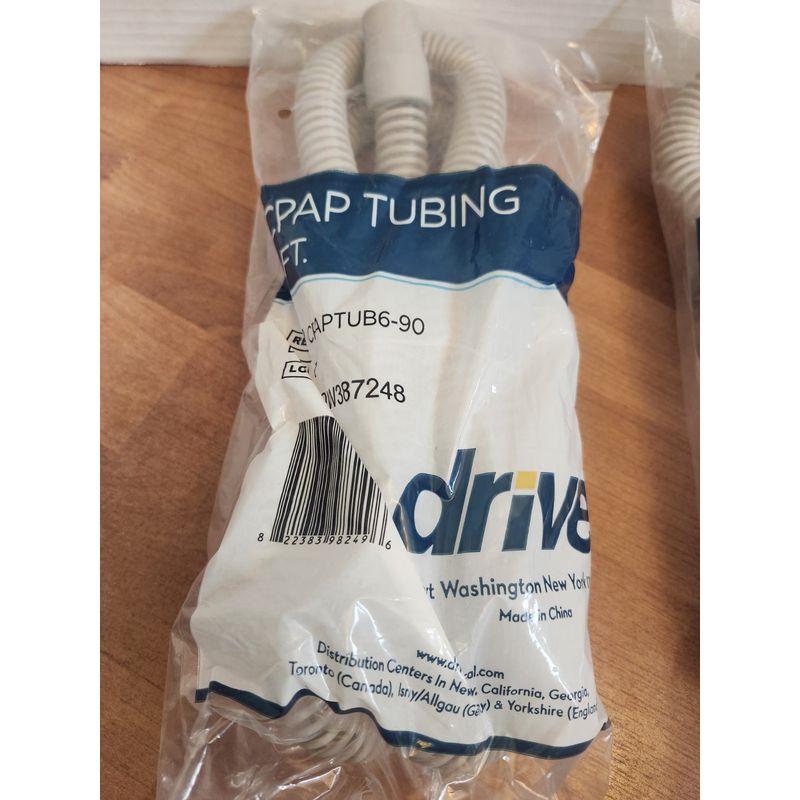 CPAP TUBING
FT.
CPAPTUB6-90
387248
8 22383 98249 6
drive
Washington New York
Made in China
Distribution Centers In New, California, Georgia,
Toronto (Canada), Isny/Allgau & Yorkshire (England